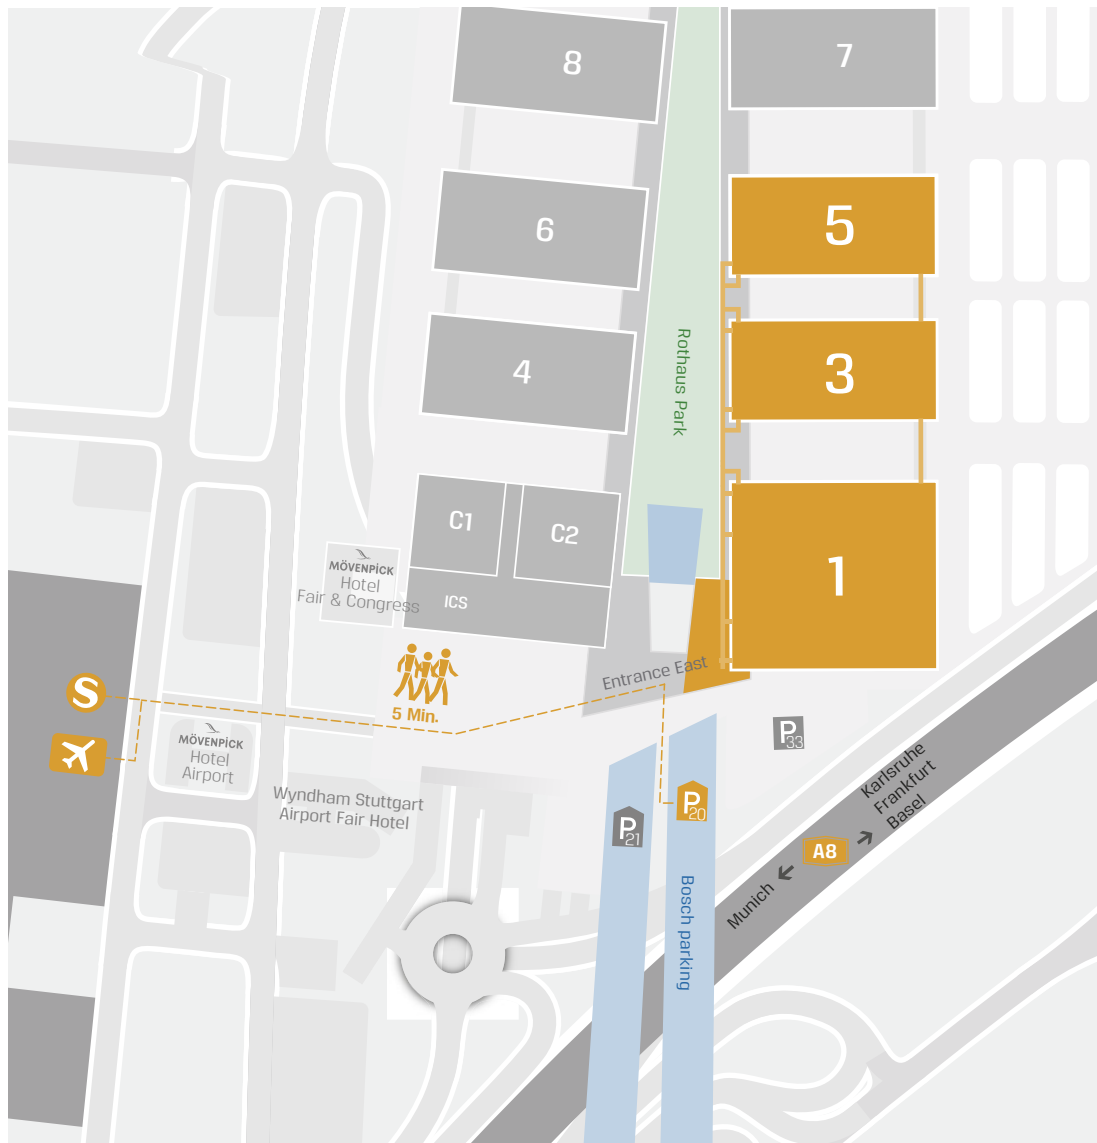 8
7
5
6
Rothaus Park
4
3
C1
C2
1
MÖVENPICK
Hotel
Fair & Congress
ICS
Entrance East
S
5 Min.
P33
MÖVENPICK
Hotel
Airport
Wyndham Stuttgart
Airport Fair Hotel
P21
P20
Karlsruhe
Frankfurt
Basel
A8
Munich
Bosch parking